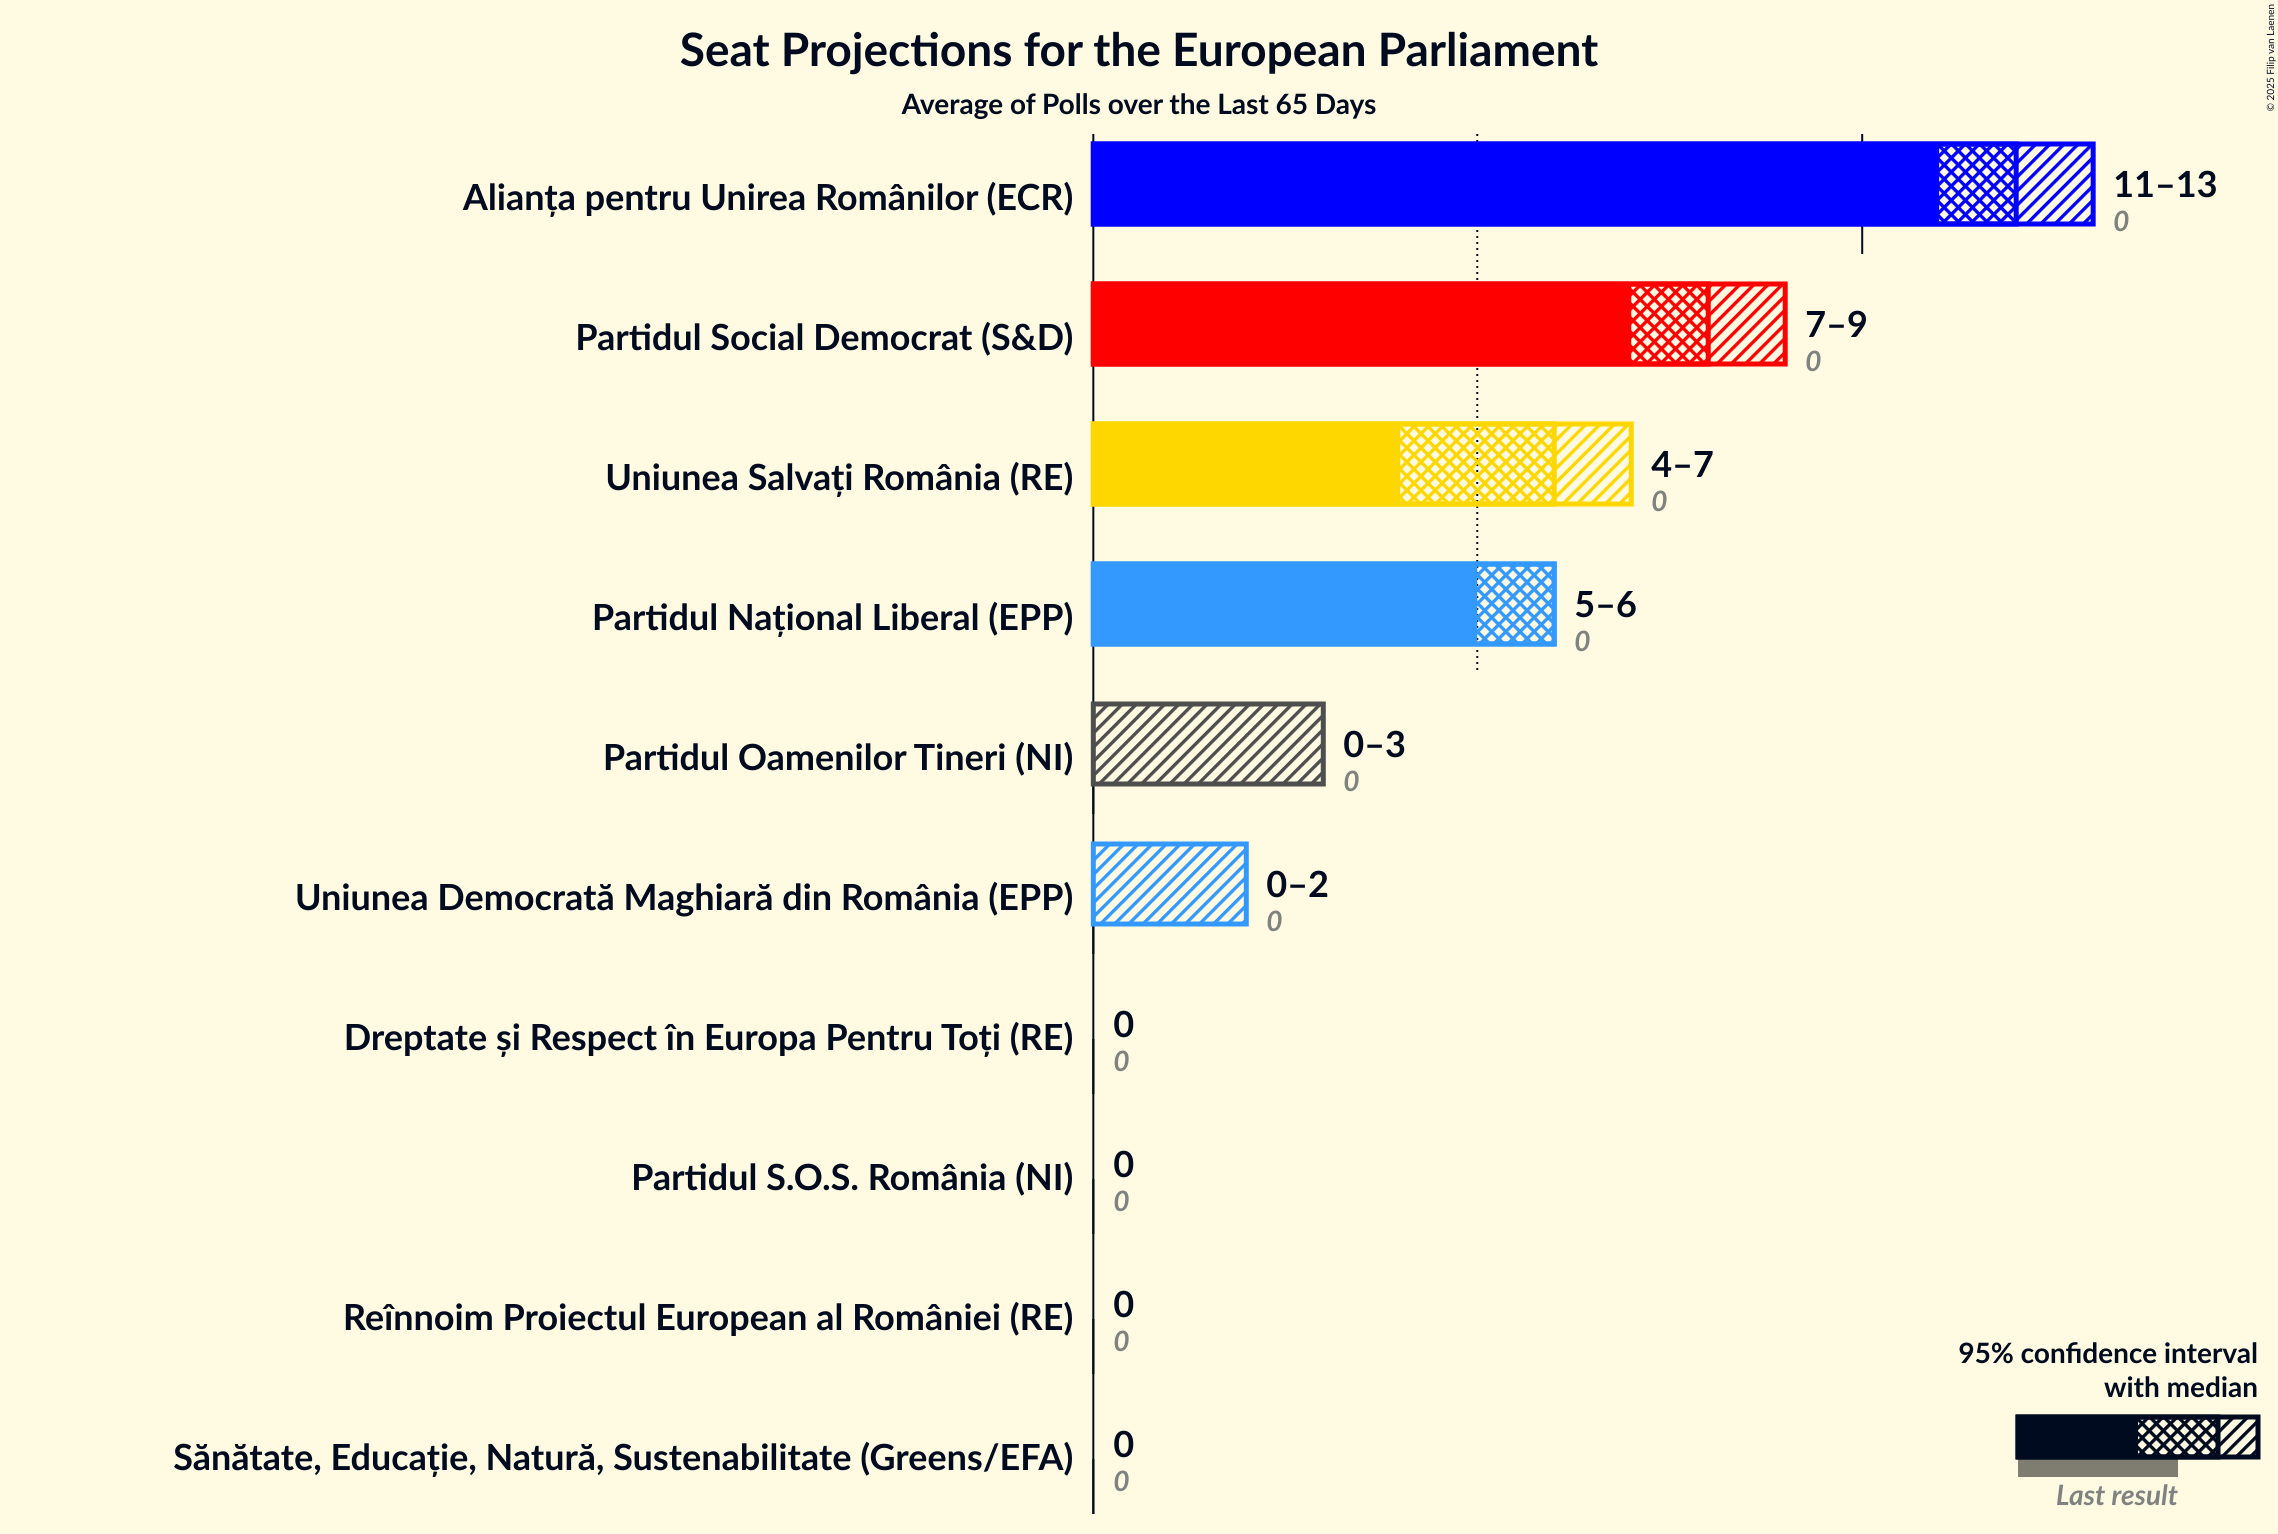 Seat Projections for the European Parliament
Average of Polls over the Last 65 Days
© 2025 Filip van Laenen
Alianța pentru Unirea Românilor (ECR)
11–13
0
Partidul Social Democrat (S&D)
7–9
0
Uniunea Salvați România (RE)
4–7
0
Partidul Național Liberal (EPP)
5–6
0
Partidul Oamenilor Tineri (NI)
0–3
0
Uniunea Democrată Maghiară din România (EPP)
0–2
0
Dreptate și Respect în Europa Pentru Toți (RE)
0
0
Partidul S.O.S. România (NI)
0
0
Reînnoim Proiectul European al României (RE)
0
0
Sănătate, Educație, Natură, Sustenabilitate (Greens/EFA)
0
0
95% confidence interval
with median
Last result